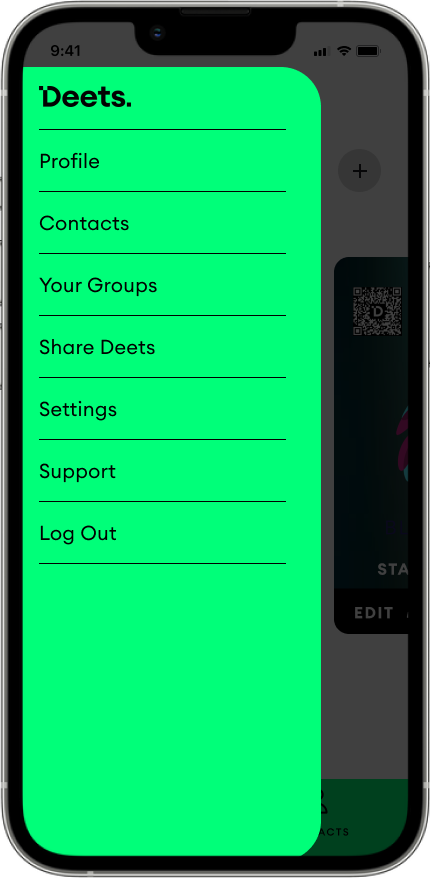 9:41
Deets.
Profile
Contacts
Your Groups
Share Deets
Settings
Support
Log Out
+
D
STA
EDIT
ACTS